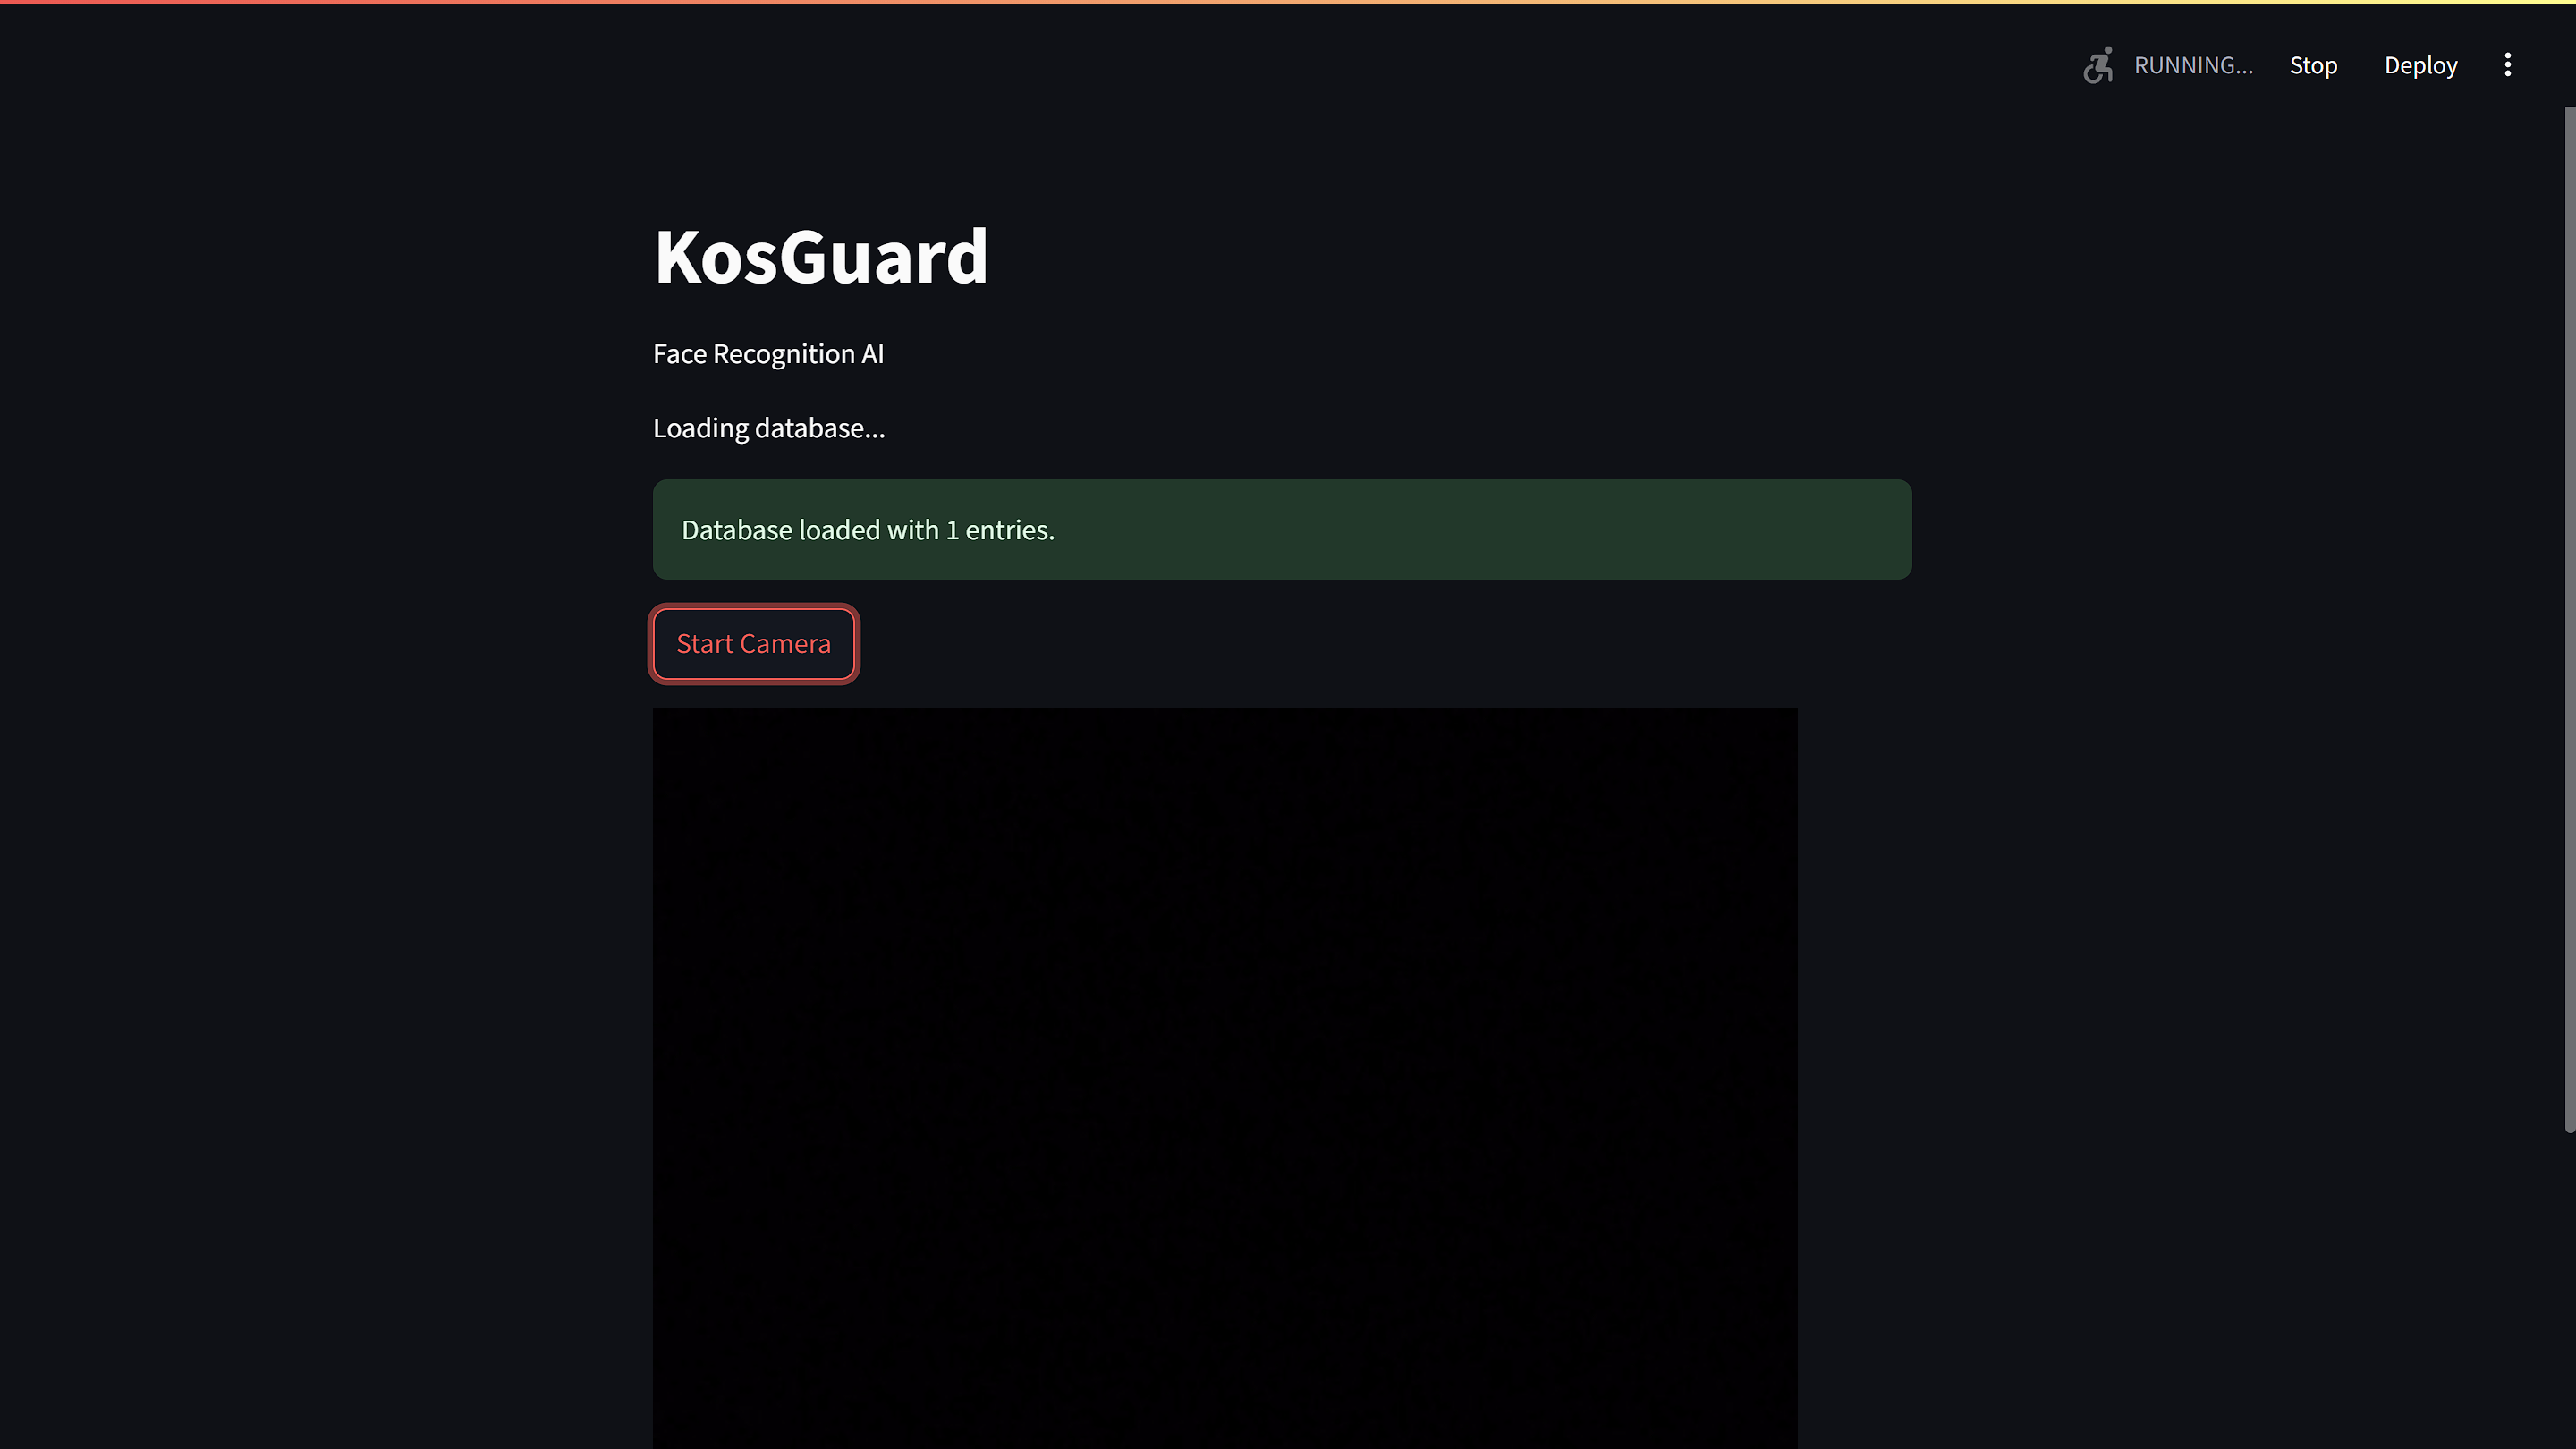 RUNNING... Stop Deploy
KosGuard
Face Recognition AI
Loading database...
Database loaded with 1 entries.
Start Camera